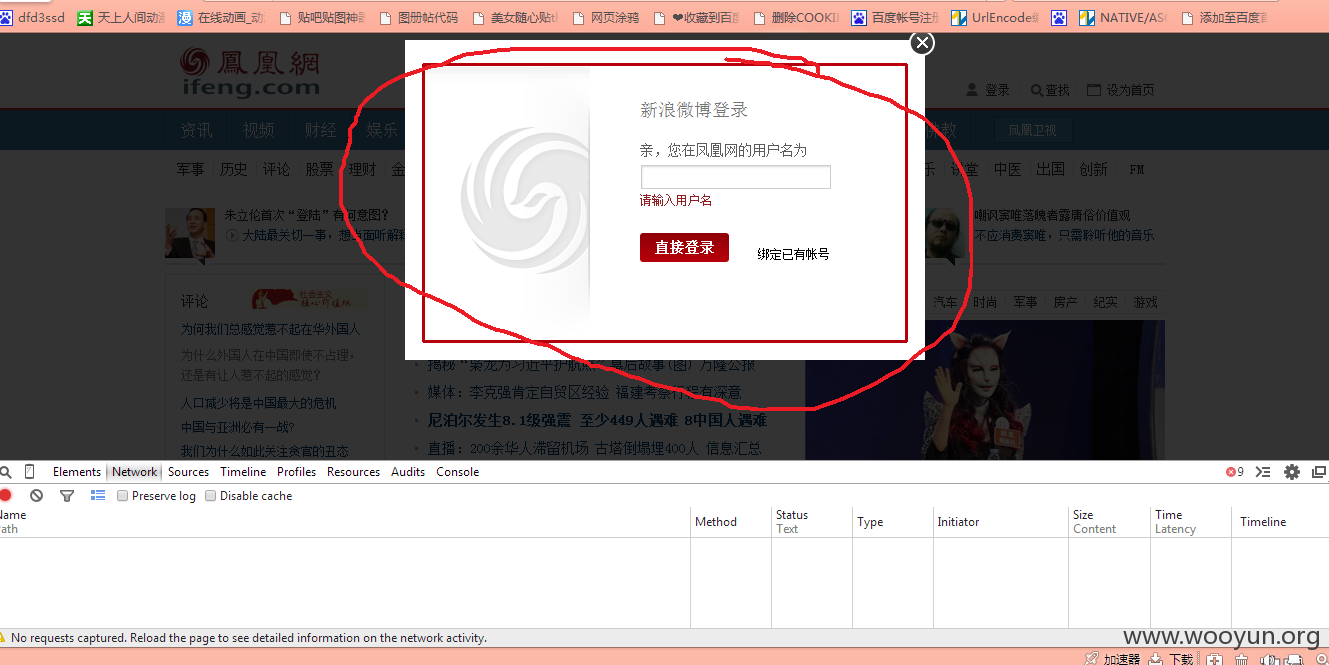 dfd3ssd 天上人间动漫 在线动画_动 贴吧贴图神器 图册帖代码 美女随心贴 网页涂鸦 ❤收藏到百度 删除COOKI 百度帐号注册 UrlEncode编 NATIVE/ASC 添加至百度首
鳳凰網
ifeng.com
登录 查找 设为首页
资讯 视频 财经 娱乐 佛教 凤凰卫视
军事 历史 评论 股票 理财 金 乐 讲堂 中医 出国 创新 FM
新浪微博登录
亲，您在凤凰网的用户名为
请输入用户名
直接登录 绑定已有帐号
朱立伦首次“登陆”有何意图?
大陆最关切一事，想当面听解释
嘲讽窦唯落魄者露庸俗价值观
不应消费窦唯，只需聆听他的音乐
评论
为何我们总感觉惹不起在华外国人
为什么外国人在中国即使不占理，
还是有让人惹不起的感觉?
人口减少将是中国最大的危机
中国与亚洲必有一战?
我们为什么如此关注贪官的丑态
揭秘“枭龙为习近平护航照”幕后故事(图) 万隆公报
媒体：李克强肯定自贸区经验 福建考察行程有深意
尼泊尔发生8.1级强震 至少449人遇难 8中国人遇难
直播：200余华人滞留机场 古塔倒塌埋400人 信息汇总
汽车 时尚 军事 房产 纪实 游戏
Elements Network Sources Timeline Profiles Resources Audits Console 9
Preserve log Disable cache
Name Method Status Type Initiator Size Time Timeline
Path Text Content Latency
No requests captured. Reload the page to see detailed information on the network activity.
www.wooyun.org
加速器 下载